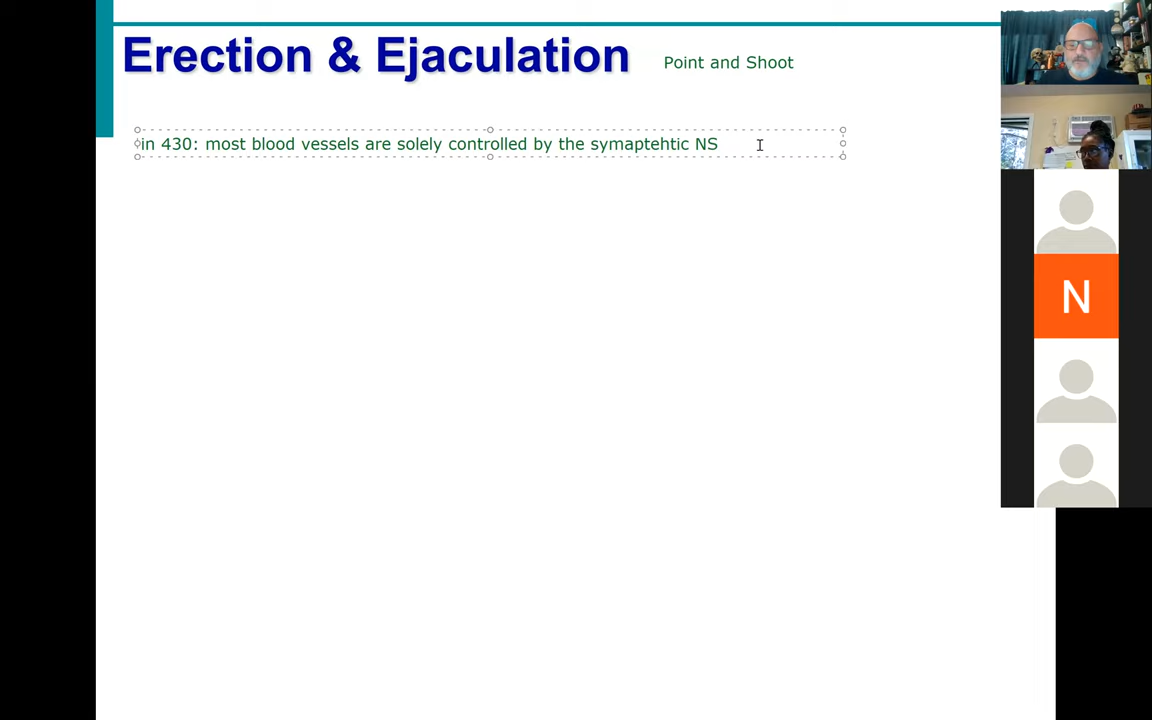 Erection & Ejaculation
Point and Shoot
in 430: most blood vessels are solely controlled by the symaptehtic NS
N